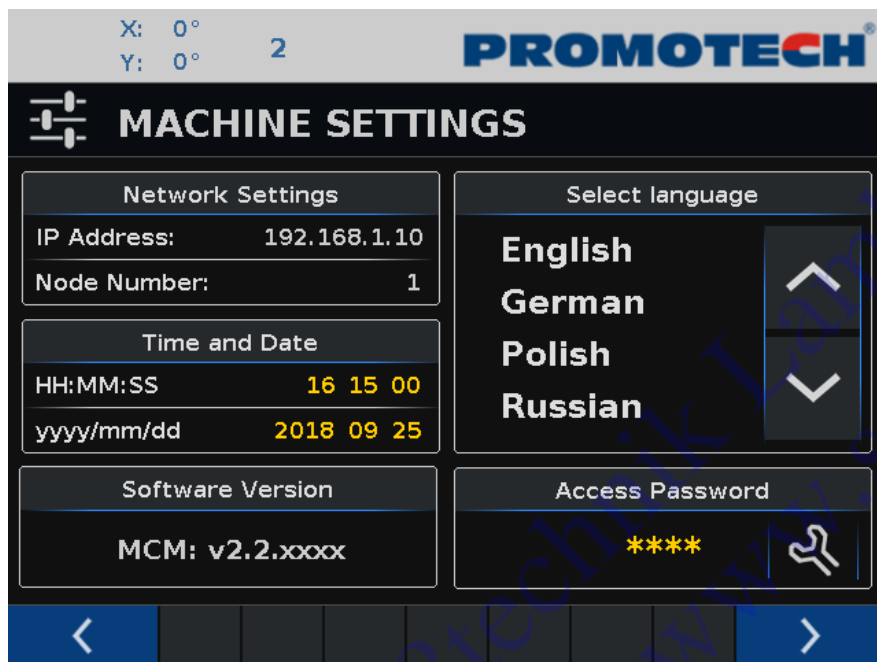 X: 0°
Y: 0°
2
PROMOTECH®
MACHINE SETTINGS
Network Settings
IP Address: 192.168.1.10
Node Number: 1
Time and Date
HH:MM:SS 16 15 00
yyyy/mm/dd 2018 09 25
Software Version
MCM: v2.2.xxxx
Select language
English
German
Polish
Russian
Access Password
****